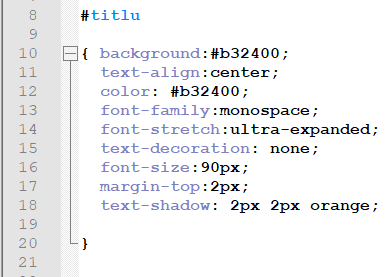 8 #titlu
9
10 { background:#b32400;
11 text-align:center;
12 color: #b32400;
13 font-family:monospace;
14 font-stretch:ultra-expanded;
15 text-decoration: none;
16 font-size:90px;
17 margin-top:2px;
18 text-shadow: 2px 2px orange;
19
20 }
21